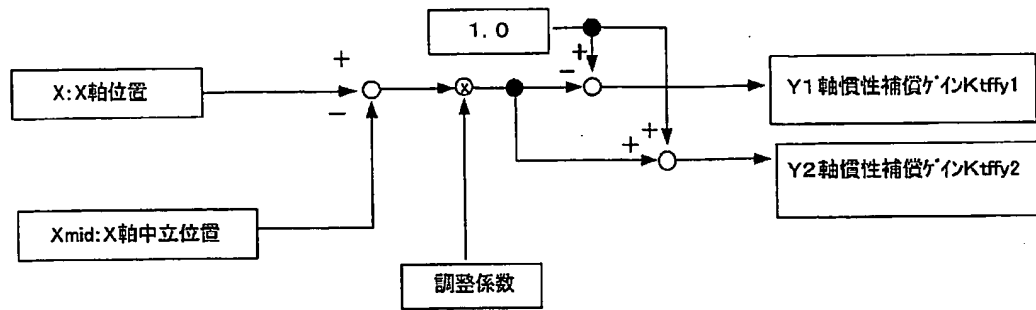 1.0
+
+
X:X軸位置
-
-
Y1軸慣性補償ｹﾞｲﾝKtffy1
+
+
Y2軸慣性補償ｹﾞｲﾝKtffy2
Xmid:X軸中立位置
x
調整係数